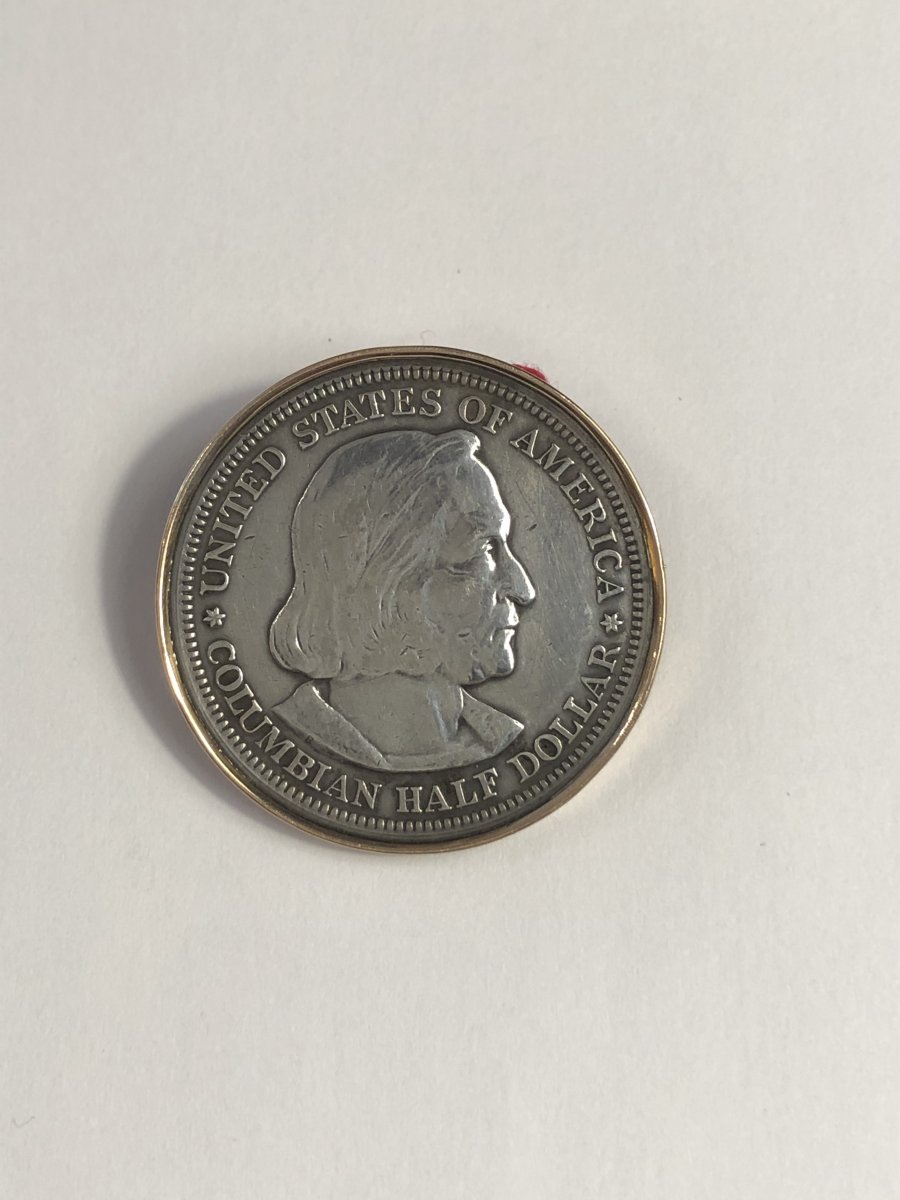 UNITED STATES OF AMERICA
COLUMBIAN HALF DOLLAR